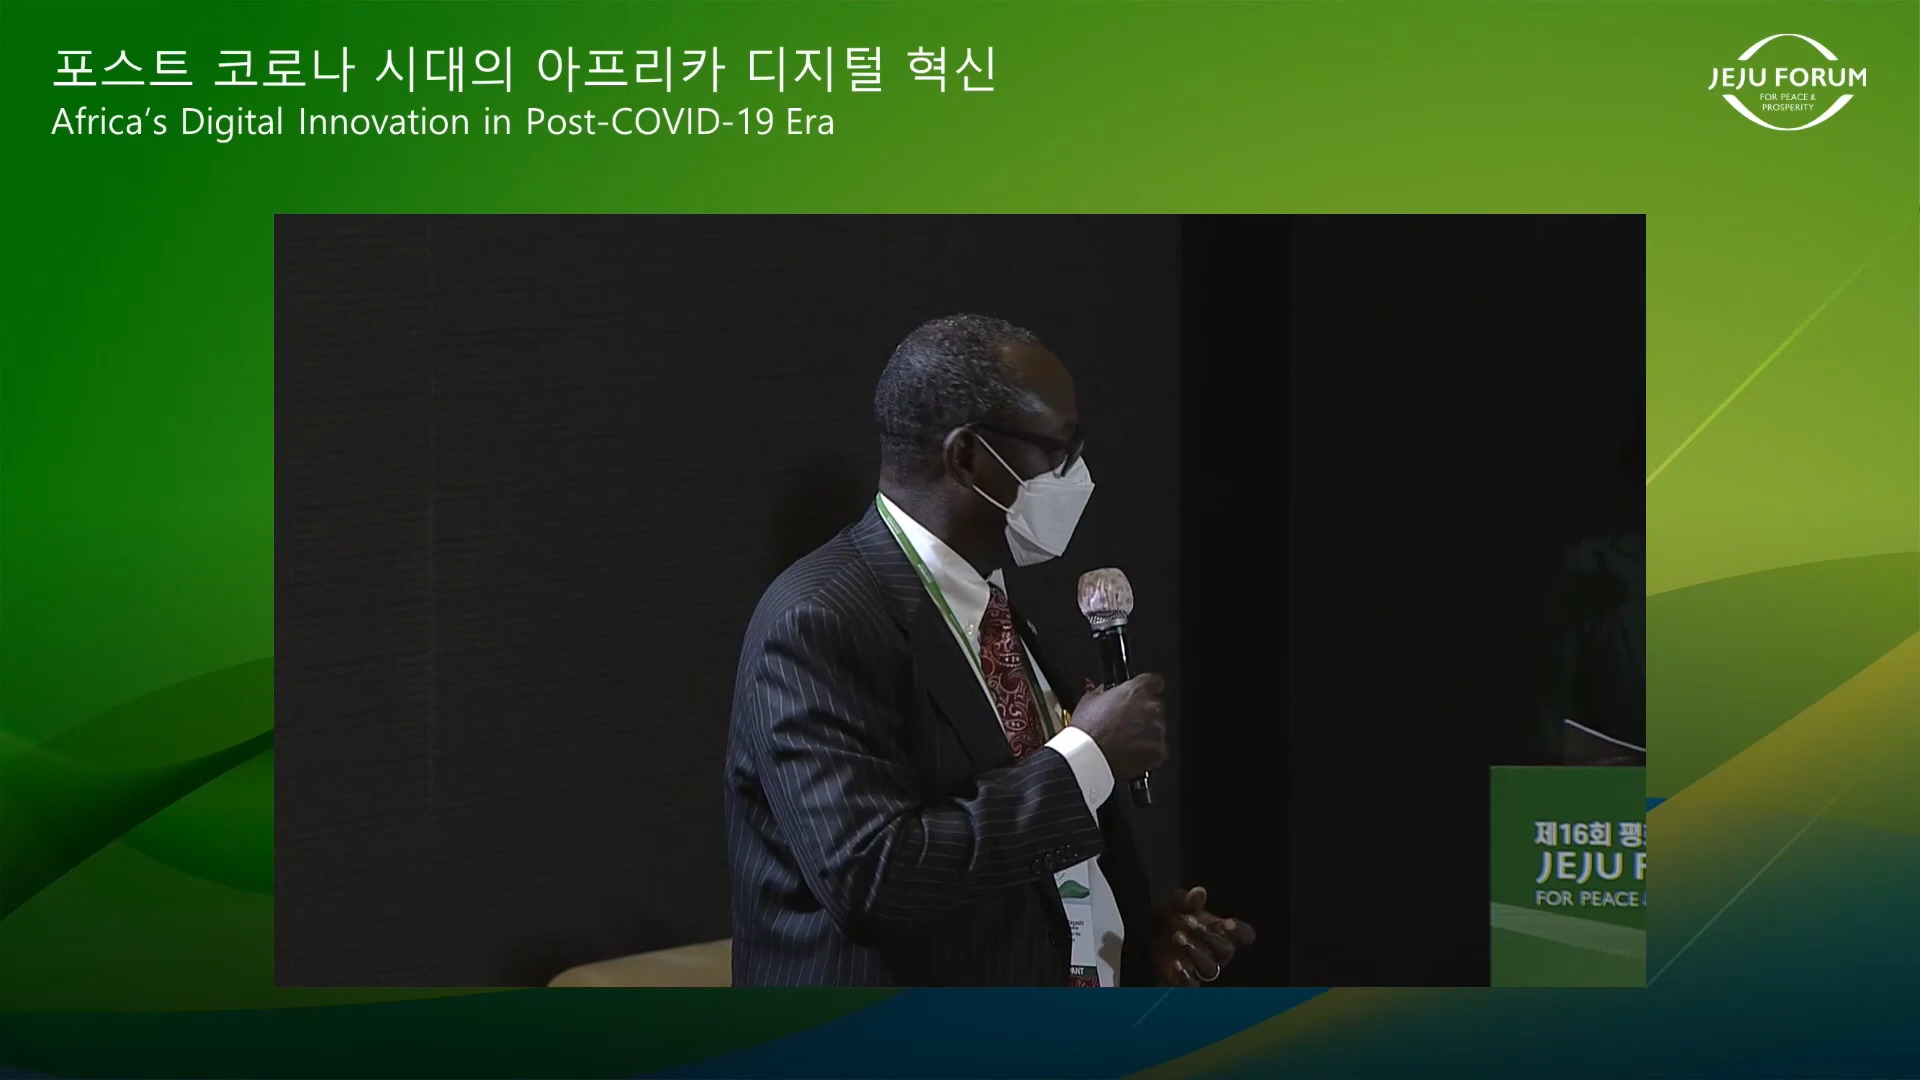 포스트 코로나 시대의 아프리카 디지털 혁신
Africa's Digital Innovation in Post-COVID-19 Era
JEJU FORUM
FOR PEACE &
PROSPERITY
제16회
JEJU F
FOR PEACE &